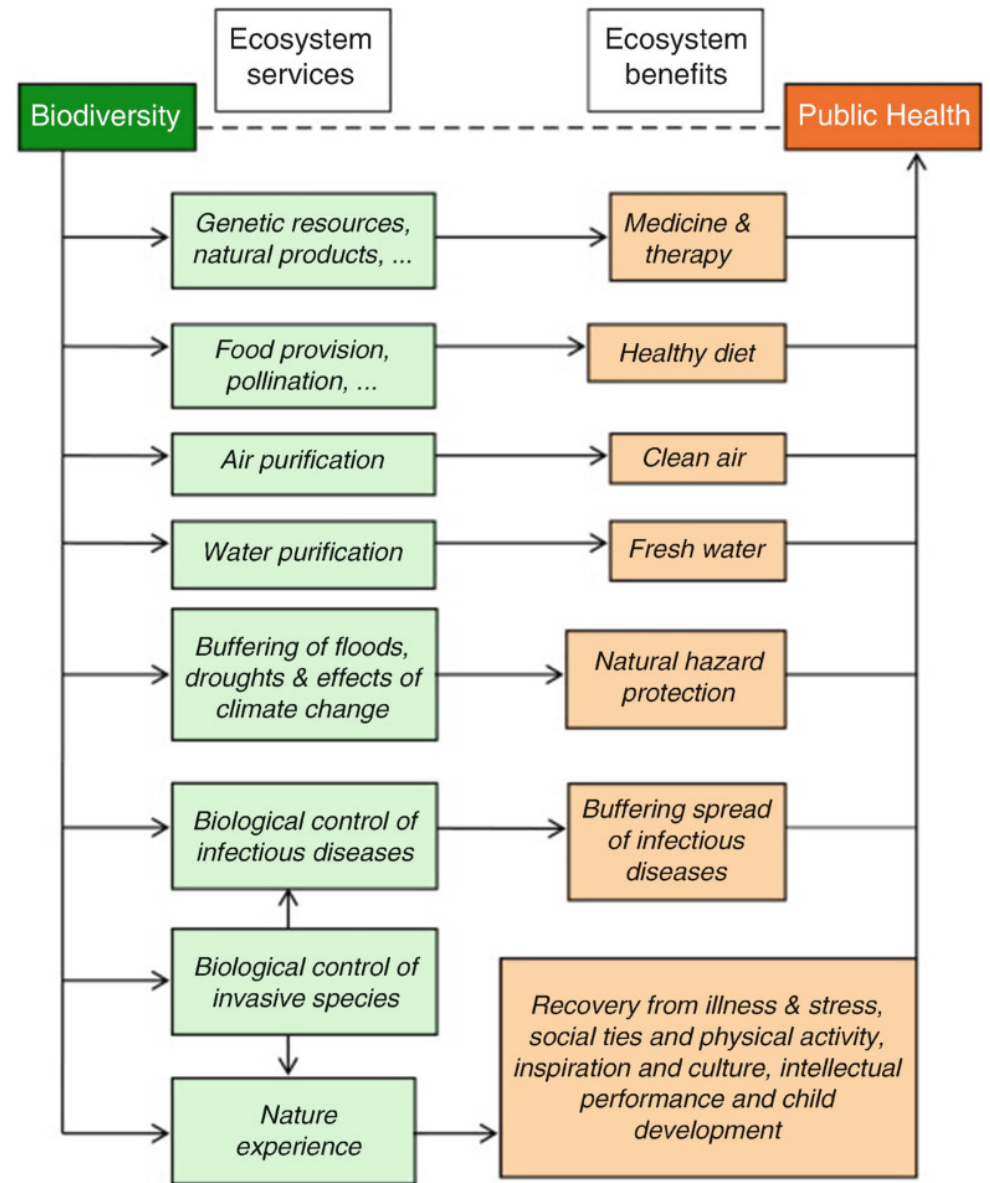 Ecosystem
services
Ecosystem
benefits
Biodiversity
Public Health
Genetic resources,
natural products, ...
Medicine &
therapy
Food provision,
pollination, ...
Healthy diet
Air purification
Clean air
Water purification
Fresh water
Buffering of floods,
droughts & effects of
climate change
Natural hazard
protection
Biological control of
infectious diseases
Buffering spread
of infectious
diseases
Biological control of
invasive species
Nature
experience
Recovery from illness & stress,
social ties and physical activity,
inspiration and culture, intellectual
performance and child
development